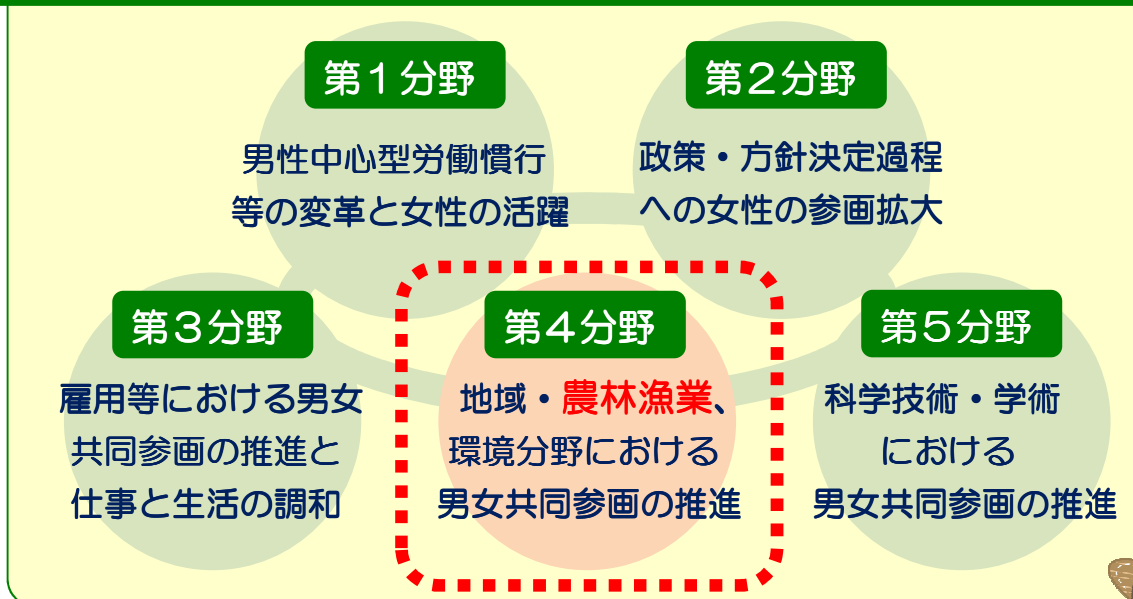 第１分野
男性中心型労働慣行
等の変革と女性の活躍
第２分野
政策・方針決定過程
への女性の参画拡大
第３分野
雇用等における男女
共同参画の推進と
仕事と生活の調和
第４分野
地域・農林漁業、
環境分野における
男女共同参画の推進
第５分野
科学技術・学術
における
男女共同参画の推進